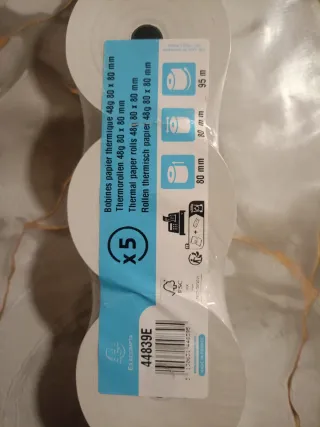 Bobines papier thermique 48g 80 x 80 mm
Thermorollen 48g 80 x 80 mm
Thermal paper rolls 48g 80 x 80 mm
Rollen thermisch papier 48g 80 x 80 mm
95 m
80 mm
80 mm
x5
FSC
Exacompta
44839E